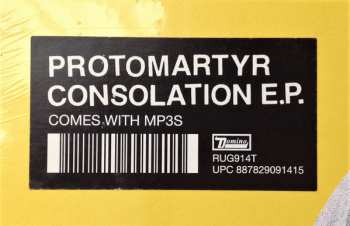 PROTOMARTYR
CONSOLATION E.P.
COMES WITH MP3S
Domino
RUG914T
UPC 887829091415